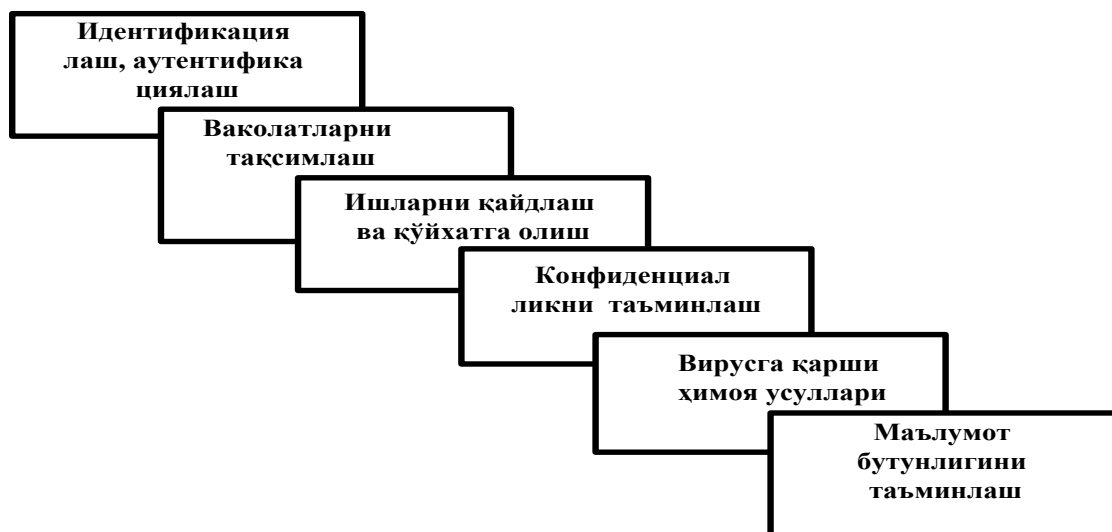 Идентификация
лаш, аутентифика
циялаш
Ваколатларни
тақсимлаш
Ишларни қайдлаш
ва қўйхатга олиш
Конфиденциал
ликни таъминлаш
Вирусга қарши
ҳимоя усуллари
Маълумот
бутунлигини
таъминлаш